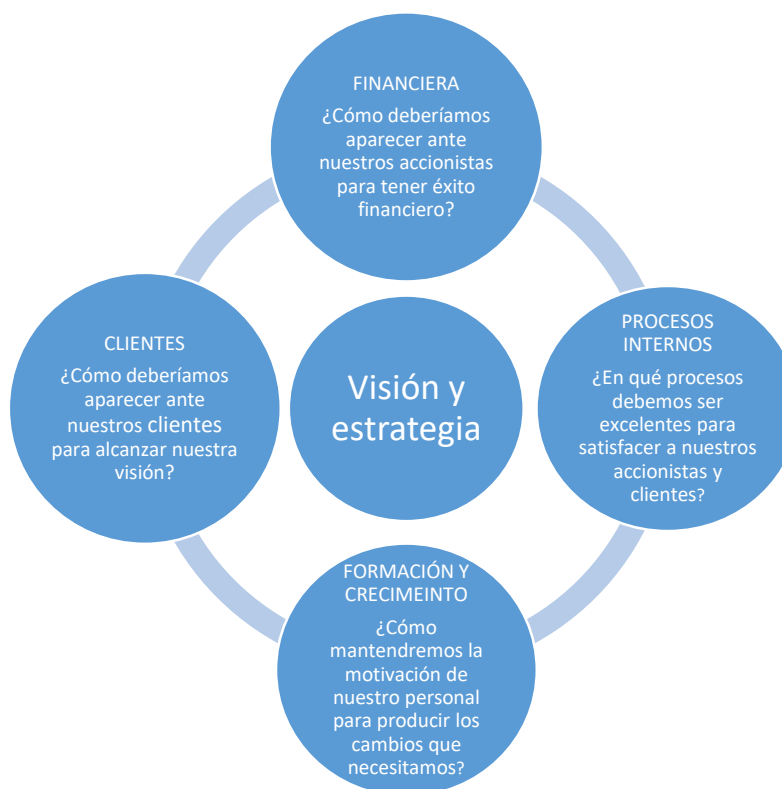 FINANCIERA
¿Cómo deberíamos
aparecer ante
nuestros accionistas
para tener éxito
financiero?
CLIENTES
¿Cómo deberíamos
aparecer ante
nuestros clientes
para alcanzar nuestra
visión?
Visión y
estrategia
PROCESOS
INTERNOS
¿En qué procesos
debemos ser
excelentes para
satisfacer a nuestros
accionistas y
clientes?
FORMACIÓN Y
CRECIMEINTO
¿Cómo
mantendremos la
motivación de
nuestro personal
para producir los
cambios que
necesitamos?